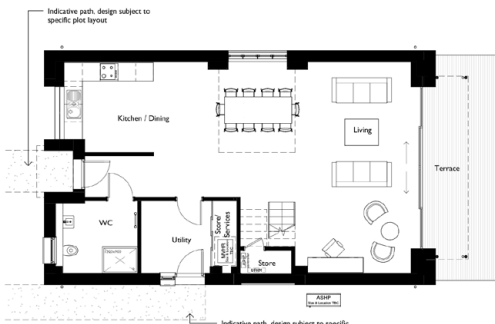 Indicative path, design subject to
specific plot layout
Kitchen / Dining
Living
Terrace
WC
Utility
Store/
Services
MVHR
Store
ASHP
Indicative path, design subject to specific